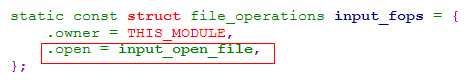 static const struct file_operations input_fops = {
.owner = THIS_MODULE,
.open = input_open_file,
};